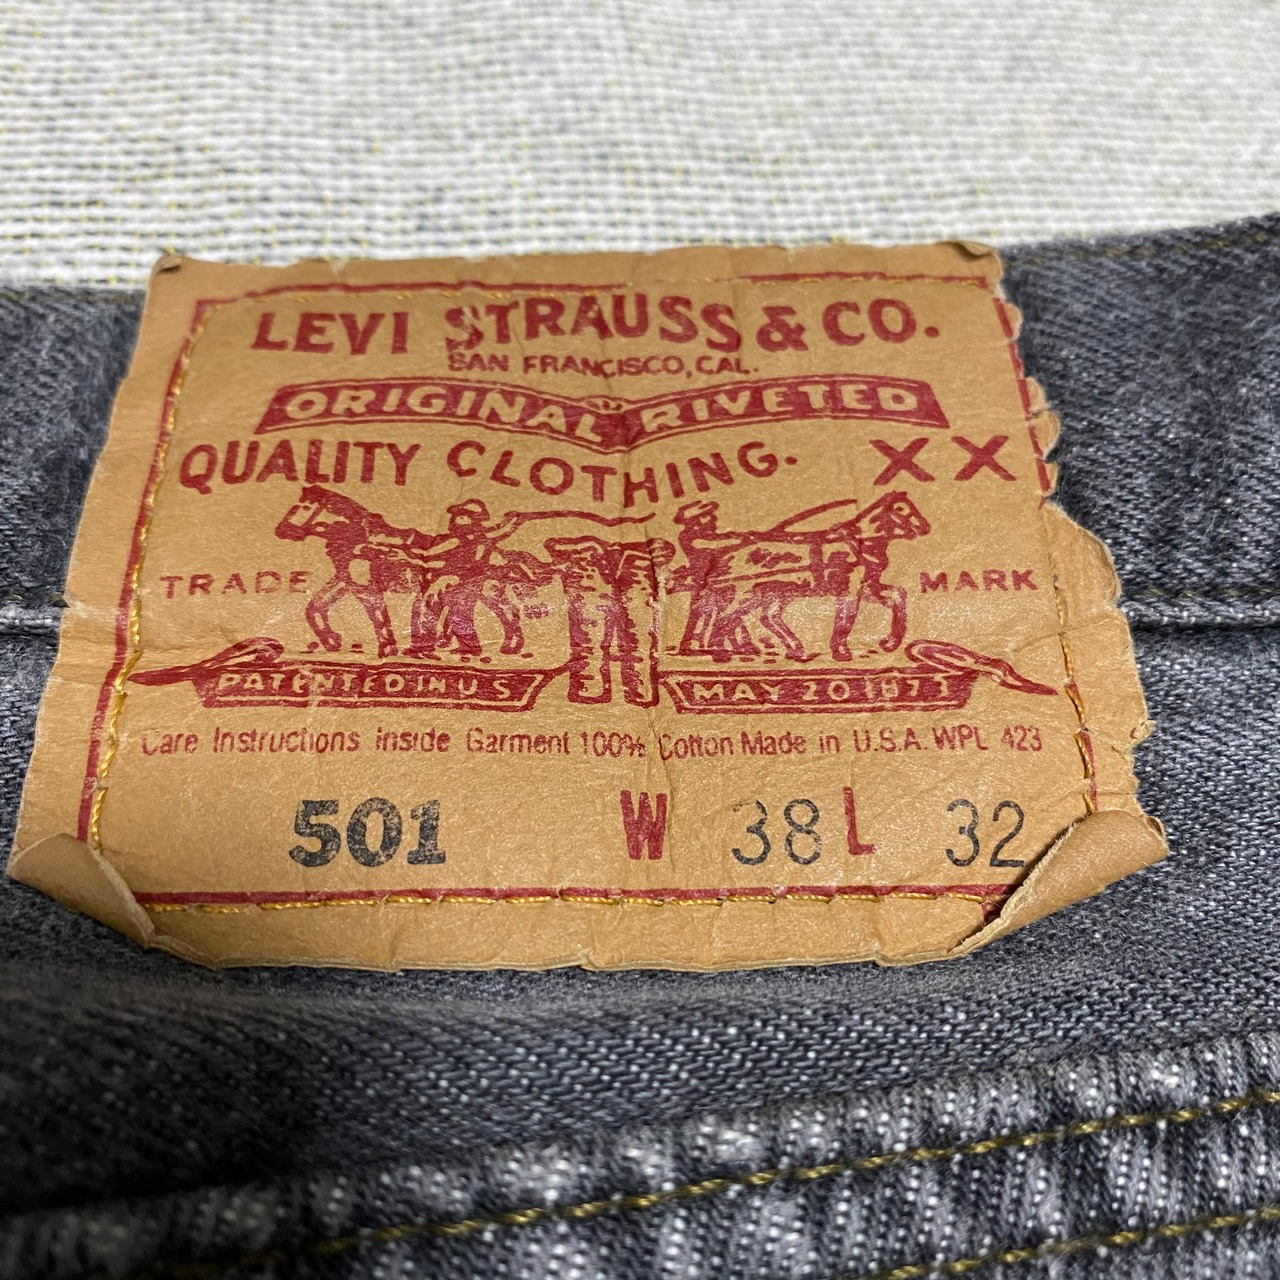 LEVI STRAUSS & CO.
SAN FRANCISCO, CAL.
ORIGINAL RIVETED
QUALITY CLOTHING. XX
TRADE MARK
PATENTED IN U S MAY 20 1873
Care Instructions inside Garment 100% Cotton Made in U.S.A. WPL 423
501 W 38 L 32